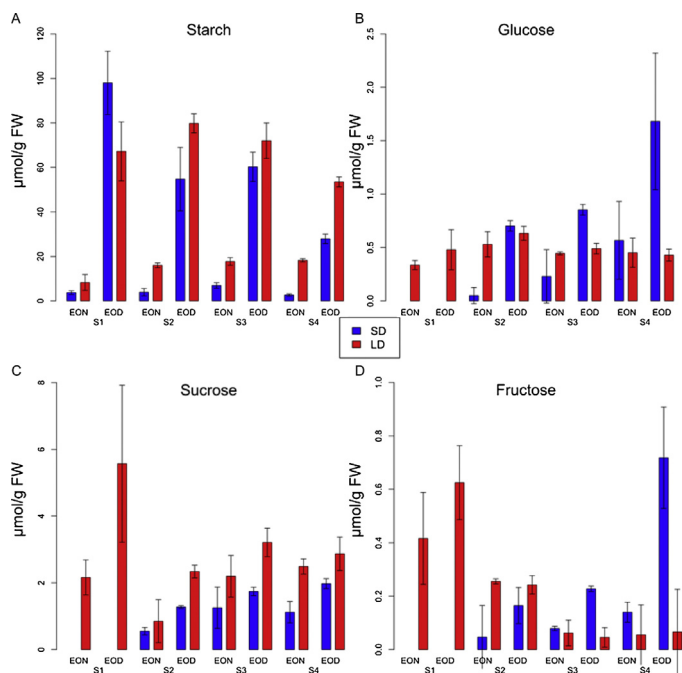 A
Starch
B
Glucose
μmol/g FW
0 20 40 60 80 100 120
EON EOD EON EOD EON EOD EON EOD
S1 S2 S3 S4
μmol/g FW
0.0 0.5 1.0 1.5 2.0 2.5
EON EOD EON EOD EON EOD EON EOD
S1 S2 S3 S4
SD
LD
C
Sucrose
D
Fructose
μmol/g FW
0 2 4 6 8
EON EOD EON EOD EON EOD EON EOD
S1 S2 S3 S4
μmol/g FW
0.0 0.2 0.4 0.6 0.8 1.0
EON EOD EON EOD EON EOD EON EOD
S1 S2 S3 S4